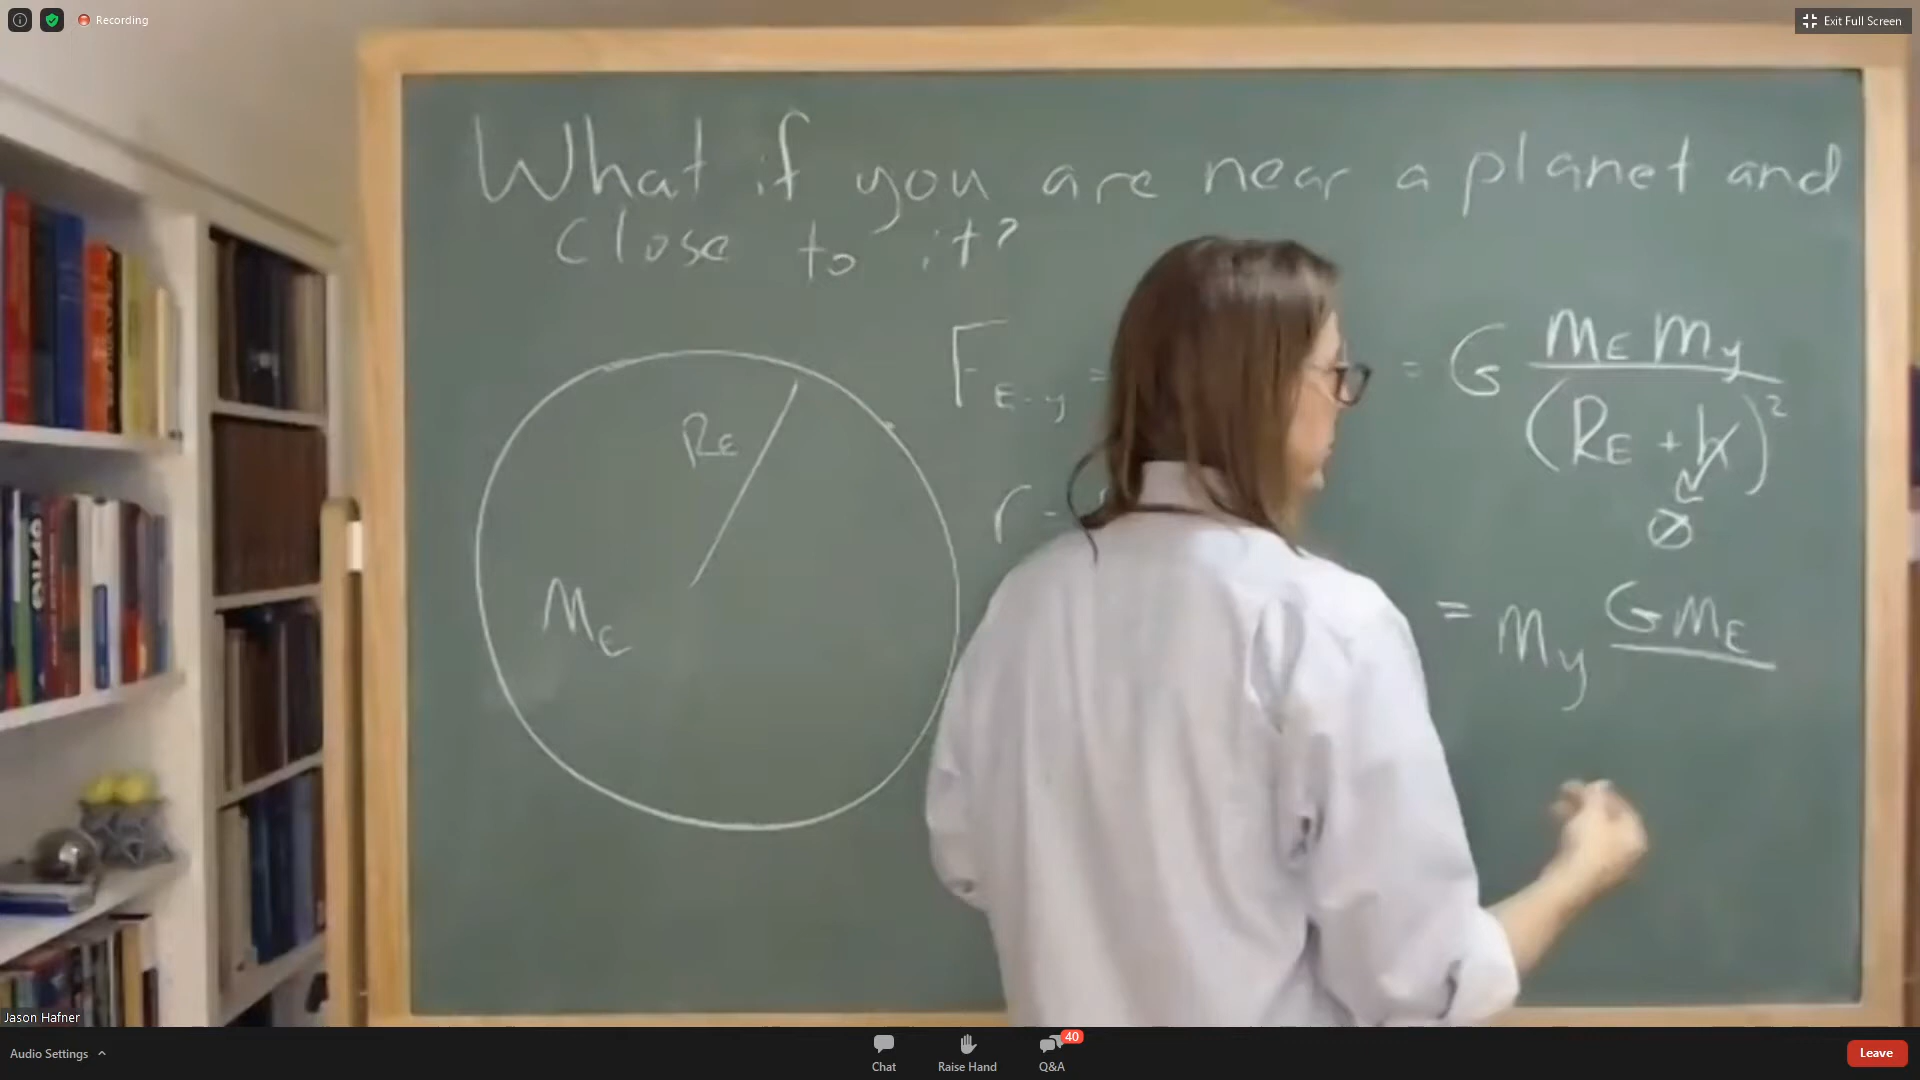 Recording
Exit Full Screen
What if you are near a planet and
close to it?
F_E-y =
= G M_E m_y / (R_E + h)²
R_E
r -
Ø
M_E
= m_y G M_E
Jason Hafner
Audio Settings
Chat
Raise Hand
40
Q&A
Leave